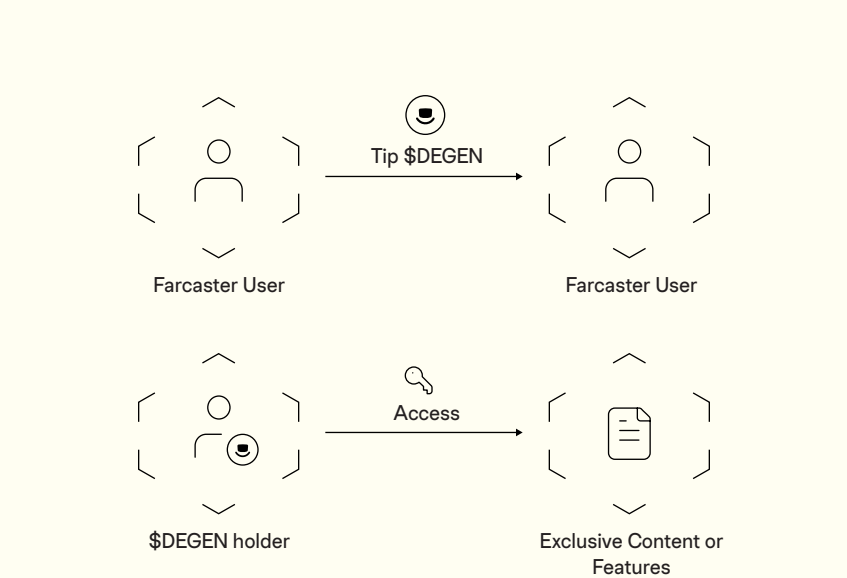 Tip $DEGEN
Farcaster User
Farcaster User
Access
$DEGEN holder
Exclusive Content or
Features